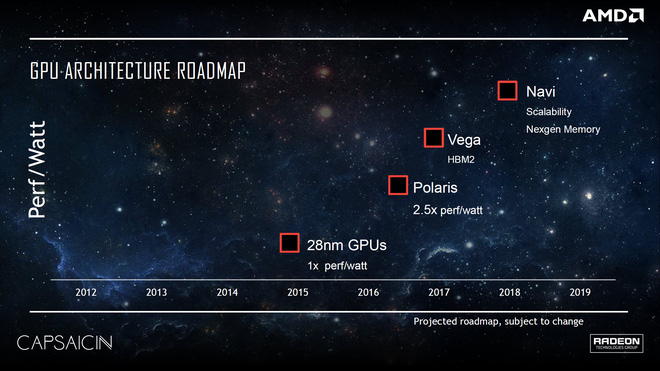 AMD
GPU ARCHITECTURE ROADMAP
Perf/Watt
Navi
Scalability
Nexgen Memory
Vega
HBM2
Polaris
2.5x perf/watt
28nm GPUs
1x perf/watt
2012 2013 2014 2015 2016 2017 2018 2019
Projected roadmap, subject to change
CAPSAICIN
RADEON
TECHNOLOGIES GROUP